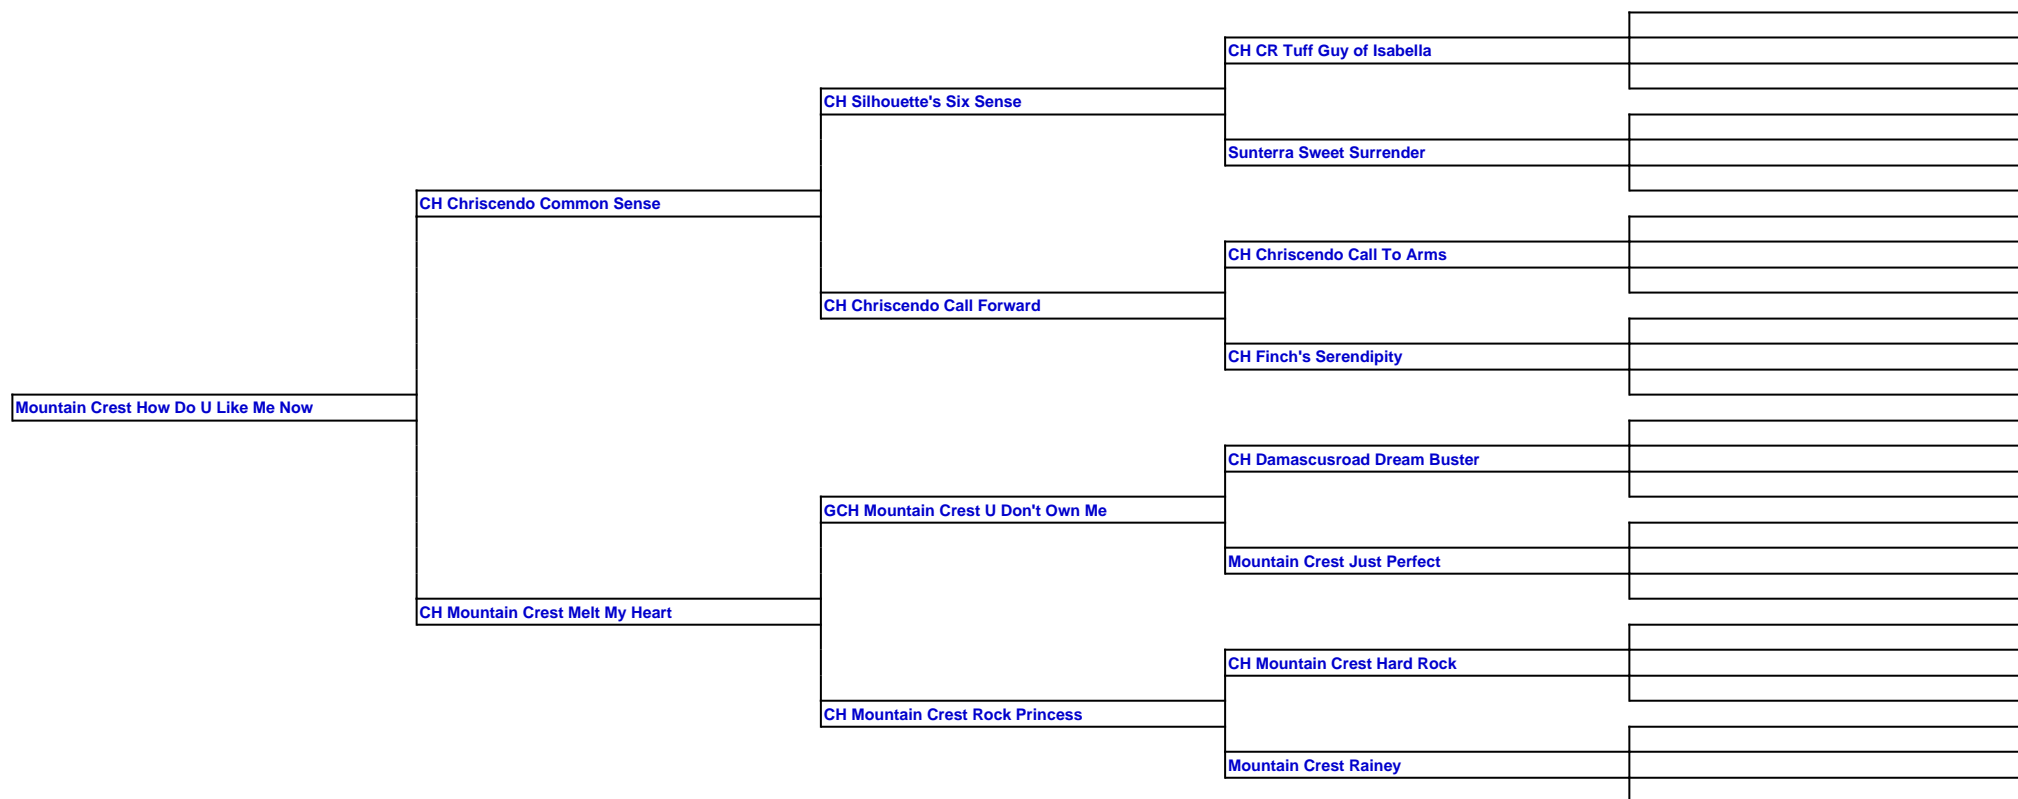 CH CR Tuff Guy of Isabella
CH Silhouette's Six Sense
Sunterra Sweet Surrender
CH Chriscendo Common Sense
CH Chriscendo Call To Arms
CH Chriscendo Call Forward
CH Finch's Serendipity
Mountain Crest How Do U Like Me Now
CH Damascusroad Dream Buster
GCH Mountain Crest U Don't Own Me
Mountain Crest Just Perfect
CH Mountain Crest Melt My Heart
CH Mountain Crest Hard Rock
CH Mountain Crest Rock Princess
Mountain Crest Rainey